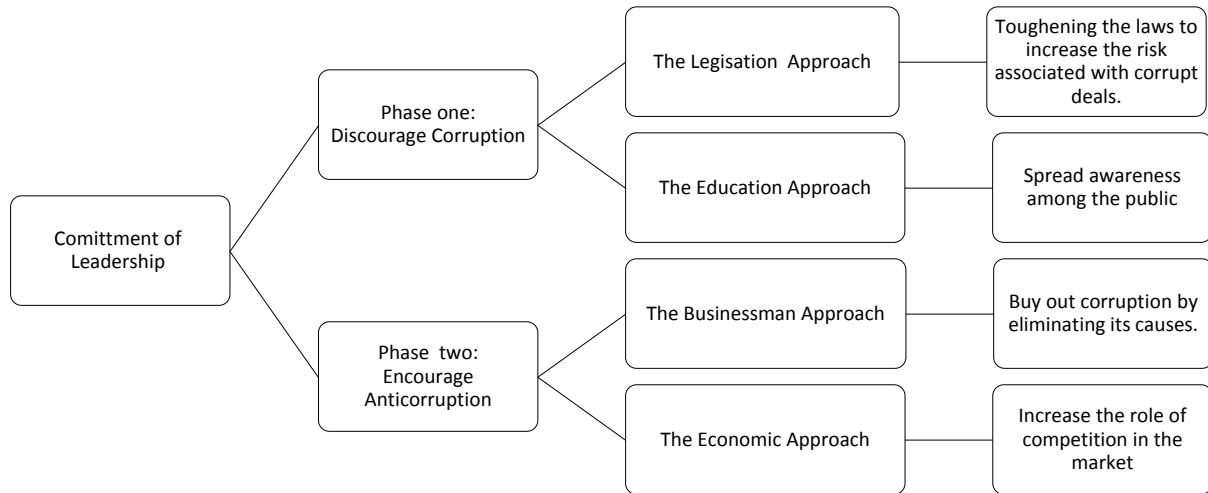 Comittment of
Leadership
Phase one:
Discourage Corruption
The Legisation Approach
Toughening the laws to
increase the risk
associated with corrupt
deals.
The Education Approach
Spread awareness
among the public
Phase two:
Encourage
Anticorruption
The Businessman Approach
Buy out corruption by
eliminating its causes.
The Economic Approach
Increase the role of
competition in the
market